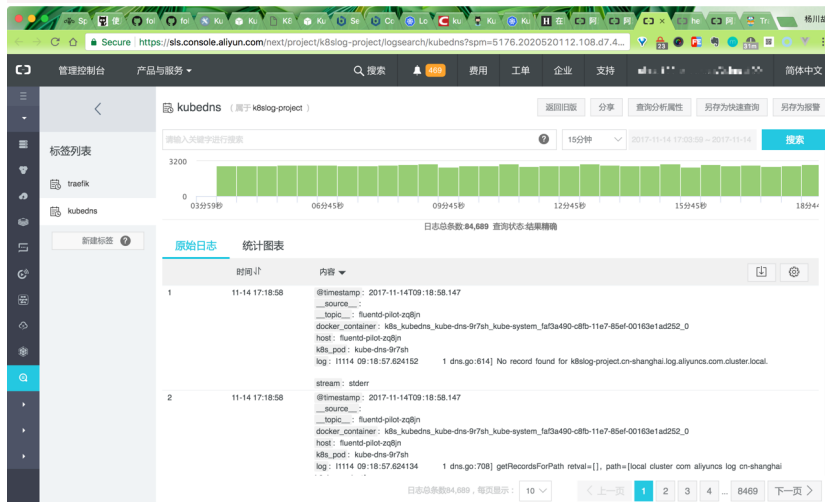 Secure https://sls.console.aliyun.com/next/project/k8slog-project/logsearch/kubedns?spm=5176.2020520112.108.d7.4...
管理控制台 产品与服务 搜索 469 费用 工单 企业 支持 简体中文
kubedns （属于 k8slog-project ） 返回旧版 分享 查询分析属性 另存为快速查询 另存为报警
请输入关键字进行搜索 15分钟 2017-11-14 17:03:59 ~ 2017-11-14 搜索
标签列表
traefik
kubedns
新建标签
3200
0
03分59秒 06分45秒 09分45秒 12分45秒 15分45秒 18分44
日志总条数:84,689 查询状态:结果精确
原始日志 统计图表
时间 内容
1 11-14 17:18:58 @timestamp : 2017-11-14T09:18:58.147
__source__ :
__topic__ : fluentd-pilot-zq8jn
docker_container : k8s_kubedns_kube-dns-9r7sh_kube-system_faf3a490-c8fb-11e7-85ef-00163e1ad252_0
host : fluentd-pilot-zq8jn
k8s_pod : kube-dns-9r7sh
log : I1114 09:18:57.624152 1 dns.go:614] No record found for k8slog-project.cn-shanghai.log.aliyuncs.com.cluster.local.
stream : stderr
2 11-14 17:18:58 @timestamp : 2017-11-14T09:18:58.147
__source__ :
__topic__ : fluentd-pilot-zq8jn
docker_container : k8s_kubedns_kube-dns-9r7sh_kube-system_faf3a490-c8fb-11e7-85ef-00163e1ad252_0
host : fluentd-pilot-zq8jn
k8s_pod : kube-dns-9r7sh
log : I1114 09:18:57.624134 1 dns.go:708] getRecordsForPath retval=[], path=[local cluster com aliyuncs log cn-shanghai
日志总条数84,689，每页显示： 10 上一页 1 2 3 4 ... 8469 下一页